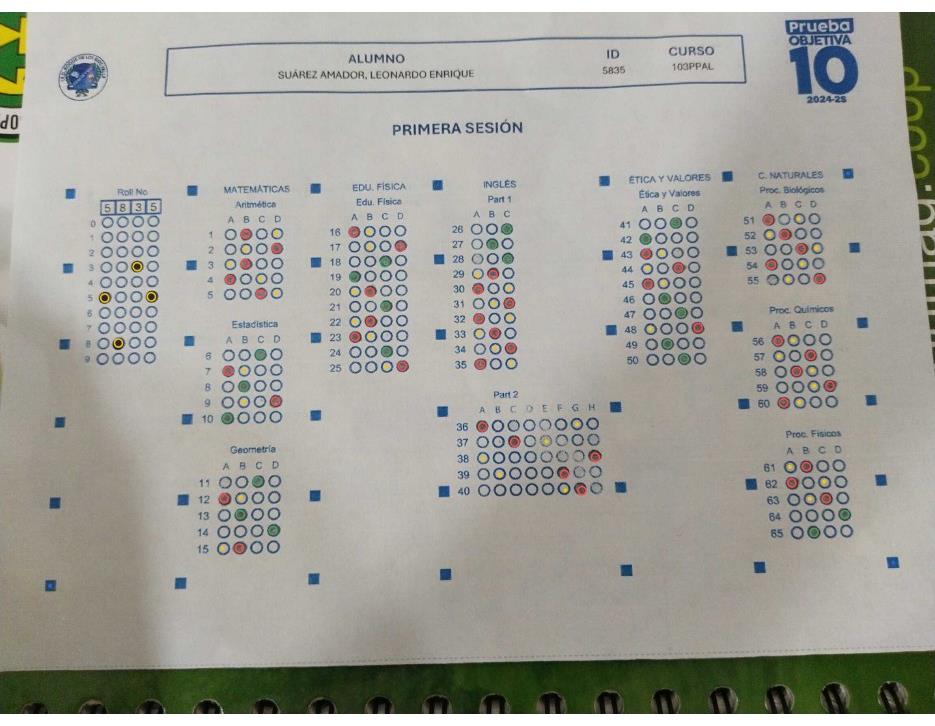 Prueba
OBJETIVA
10
2024-25
ALUMNO
SUÁREZ AMADOR, LEONARDO ENRIQUE
ID
5835
CURSO
103PPAL
PRIMERA SESIÓN
Roll No
5 8 3 5
0
1
2
3
4
5
6
7
8
9
MATEMÁTICAS
Aritmética
A B C D
1
2
3
4
5
Estadística
6
7
8
9
10
Geometría
A B C D
11
12
13
14
15
EDU. FÍSICA
Edu. Física
A B C D
16
17
18
19
20
21
22
23
24
25
INGLÉS
Part 1
A B C
26
27
28
29
30
31
32
33
34
35
Part 2
A B C D E F G H
36
37
38
39
40
ÉTICA Y VALORES
Ética y Valores
A B C D
41
42
43
44
45
46
47
48
49
50
C. NATURALES
Proc. Biológicos
A B C D
51
52
53
54
55
Proc. Químicos
A B C D
56
57
58
59
60
Proc. Físicos
A B C D
61
62
63
64
65
coop